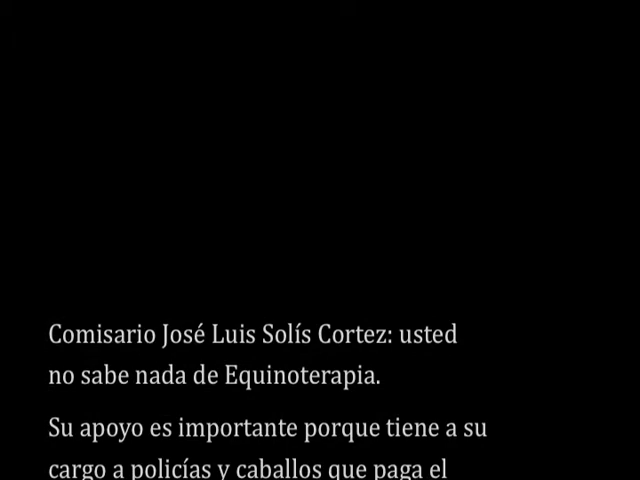 Comisario José Luis Solís Cortez: usted
no sabe nada de Equinoterapia.
Su apoyo es importante porque tiene a su
cargo a policías y caballos que paga el